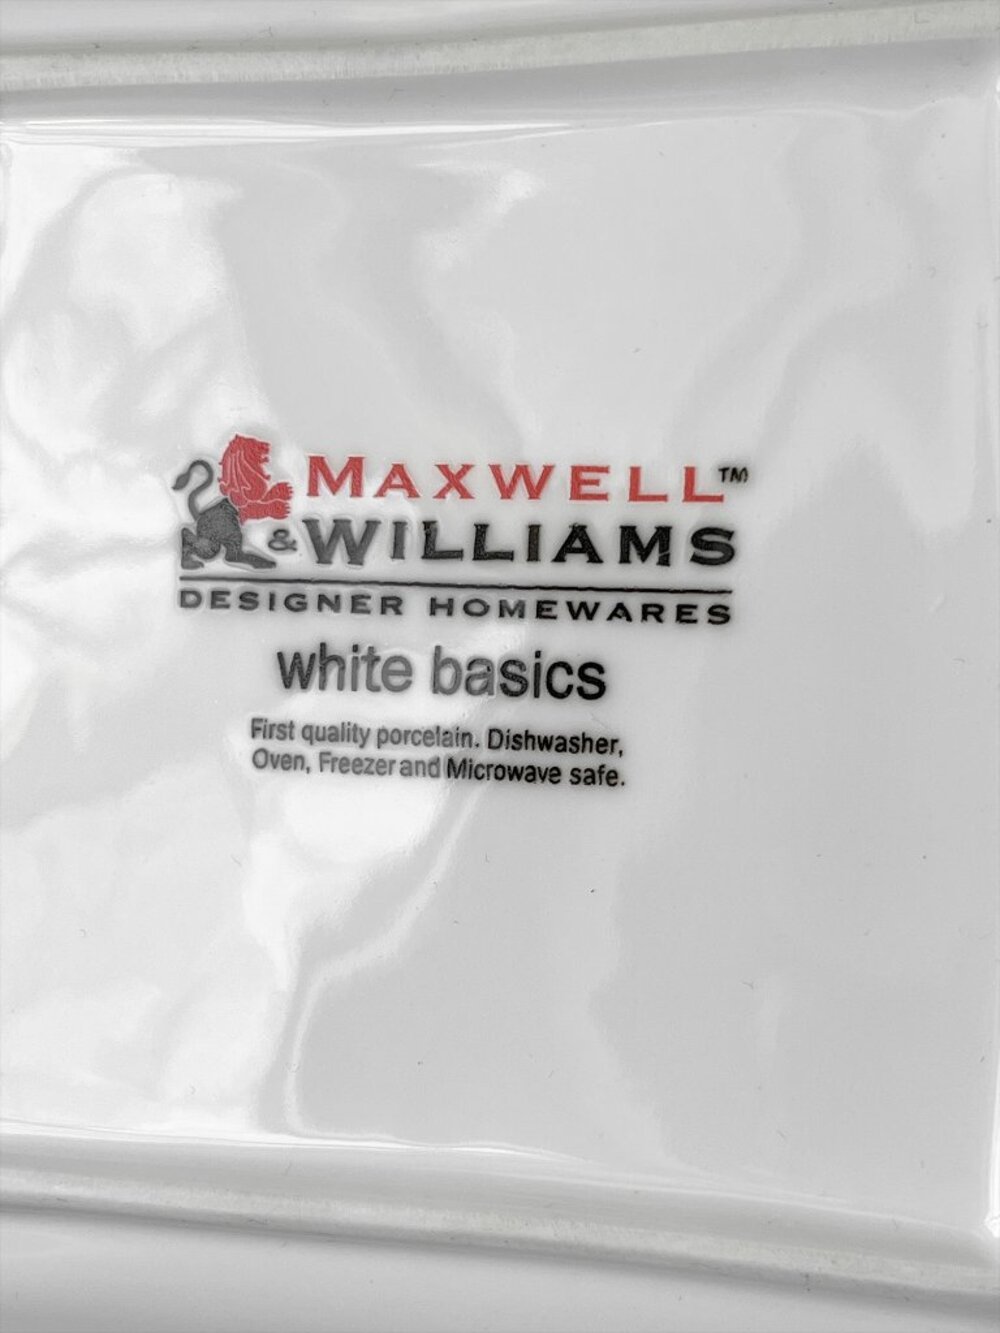 MAXWELL™
& WILLIAMS
DESIGNER HOMEWARES
white basics
First quality porcelain. Dishwasher,
Oven, Freezer and Microwave safe.